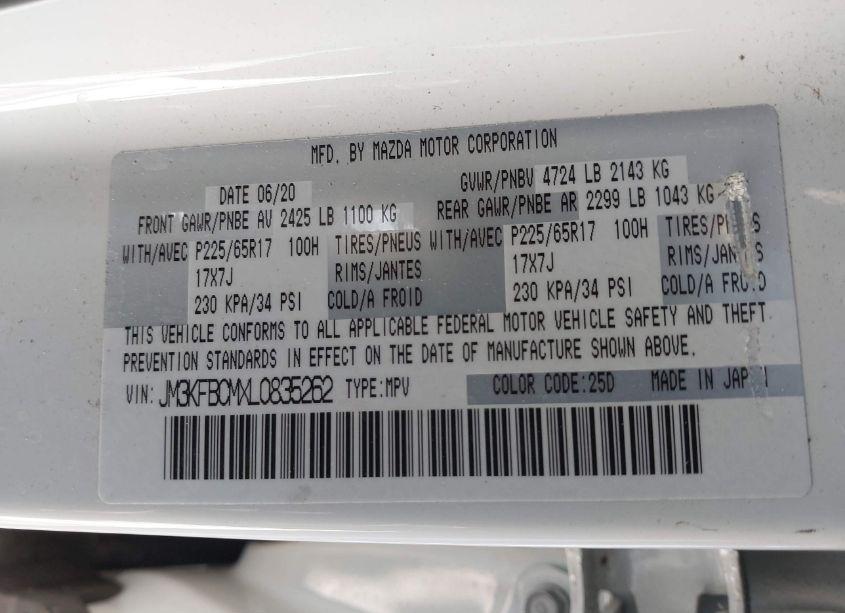 MFD. BY MAZDA MOTOR CORPORATION
DATE 06/20 GVWR/PNBV 4724 LB 2143 KG
FRONT GAWR/PNBE AV 2425 LB 1100 KG REAR GAWR/PNBE AR 2299 LB 1043 KG
WITH/AVEC P225/65R17 100H TIRES/PNEUS WITH/AVEC P225/65R17 100H TIRES/PNEUS
17X7J RIMS/JANTES 17X7J RIMS/JANTES
230 KPA/34 PSI COLD/A FROID 230 KPA/34 PSI COLD/A FROID
THIS VEHICLE CONFORMS TO ALL APPLICABLE FEDERAL MOTOR VEHICLE SAFETY AND THEFT
PREVENTION STANDARDS IN EFFECT ON THE DATE OF MANUFACTURE SHOWN ABOVE.
VIN: JM3KFBCMXL0835262 TYPE:MPV COLOR CODE:25D MADE IN JAPAN